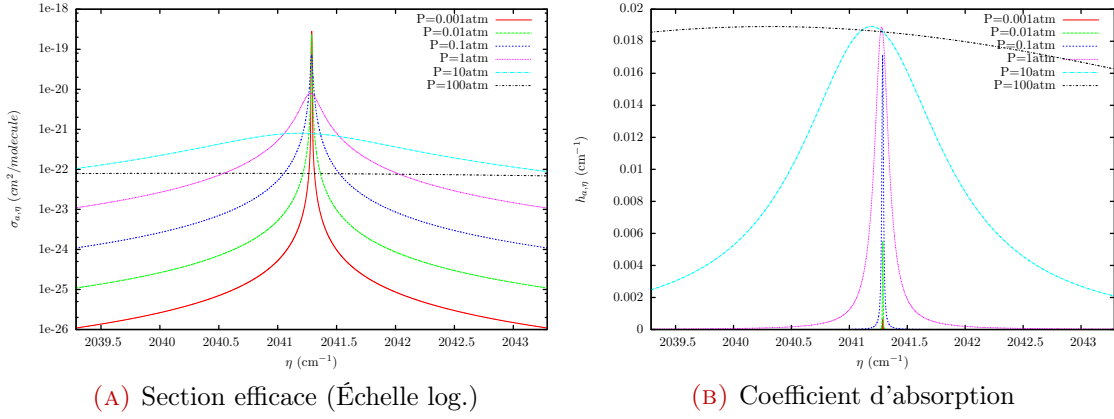 1e-18
1e-19
1e-20
1e-21
1e-22
1e-23
1e-24
1e-25
1e-26
σa,η (cm²/molecule)
P=0.001atm
P=0.01atm
P=0.1atm
P=1atm
P=10atm
P=100atm
2039.5 2040 2040.5 2041 2041.5 2042 2042.5 2043
η (cm⁻¹)
(A) Section efficace (Échelle log.)
0.02
0.018
0.016
0.014
0.012
0.01
0.008
0.006
0.004
0.002
0
ha,η (cm⁻¹)
P=0.001atm
P=0.01atm
P=0.1atm
P=1atm
P=10atm
P=100atm
2039.5 2040 2040.5 2041 2041.5 2042 2042.5 2043
η (cm⁻¹)
(B) Coefficient d'absorption